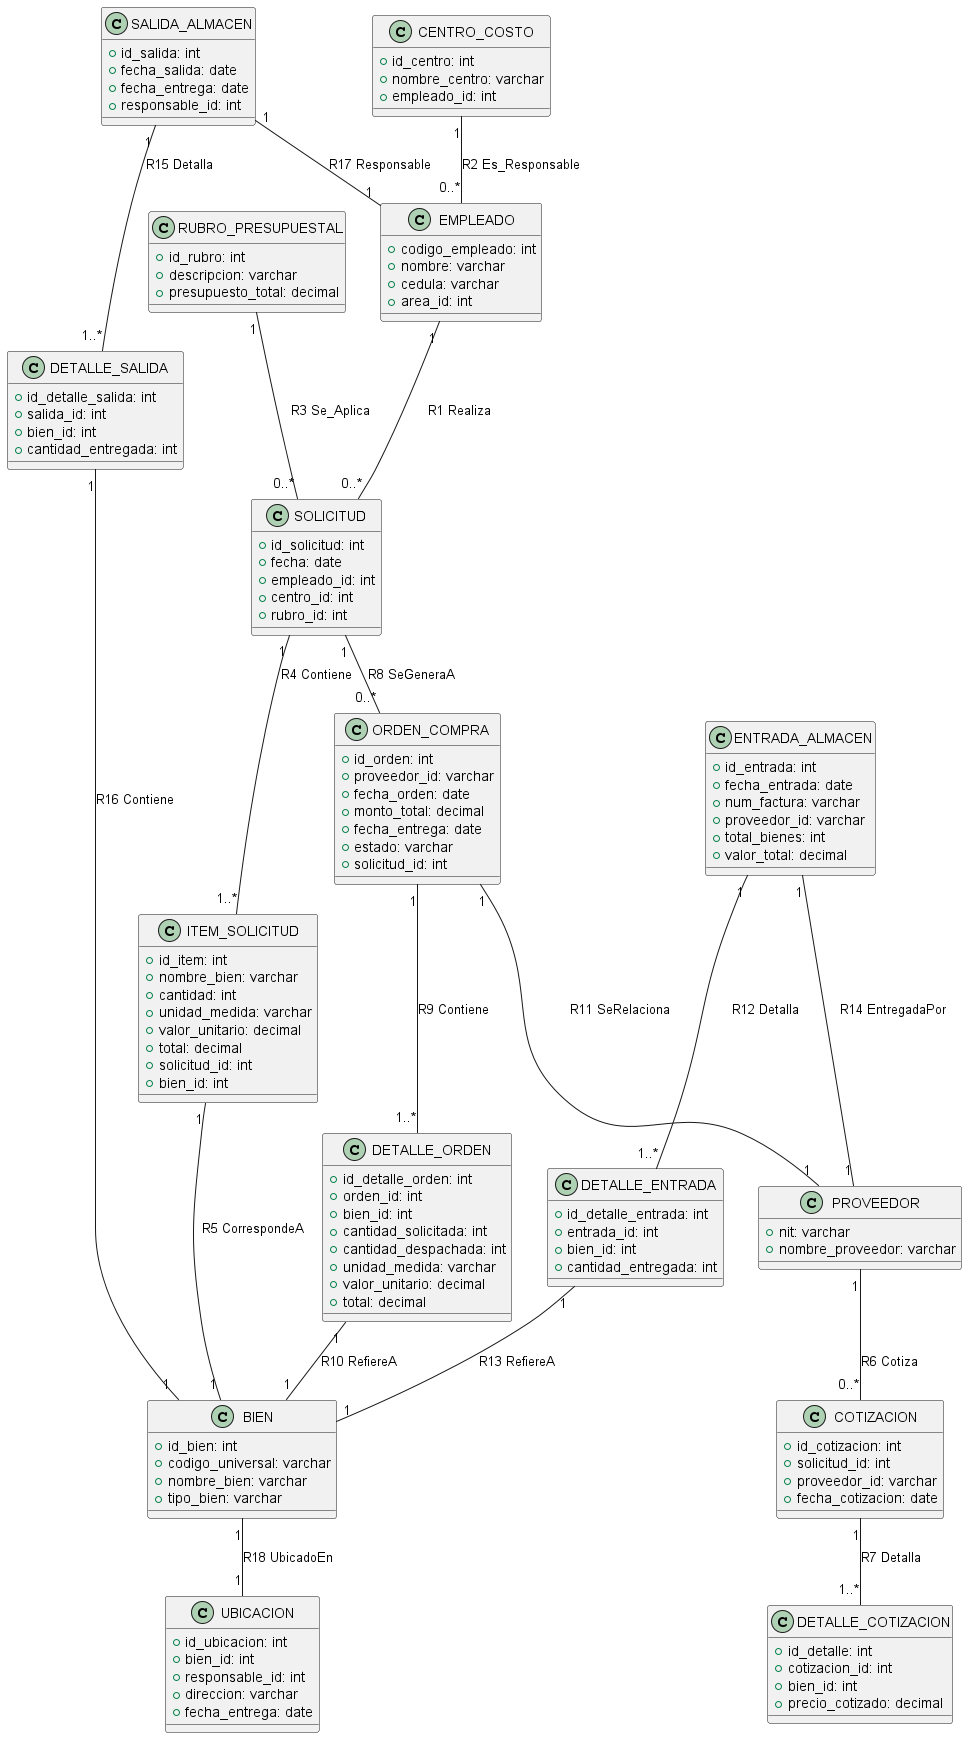 C SALIDA_ALMACEN
id_salida: int
fecha_salida: date
fecha_entrega: date
responsable_id: int
C CENTRO_COSTO
id_centro: int
nombre_centro: varchar
empleado_id: int
1
1
1
R15 Detalla
R17 Responsable
R2 Es_Responsable
1
0..*
C RUBRO_PRESUPUESTAL
id_rubro: int
descripcion: varchar
presupuesto_total: decimal
C EMPLEADO
codigo_empleado: int
nombre: varchar
cedula: varchar
area_id: int
1..*
1
1
C DETALLE_SALIDA
id_detalle_salida: int
salida_id: int
bien_id: int
cantidad_entregada: int
R3 Se_Aplica
R1 Realiza
1
0..*
0..*
C SOLICITUD
id_solicitud: int
fecha: date
empleado_id: int
centro_id: int
rubro_id: int
1
1
R4 Contiene
R8 SeGeneraA
0..*
C ORDEN_COMPRA
id_orden: int
proveedor_id: varchar
fecha_orden: date
monto_total: decimal
fecha_entrega: date
estado: varchar
solicitud_id: int
C ENTRADA_ALMACEN
id_entrada: int
fecha_entrada: date
num_factura: varchar
proveedor_id: varchar
total_bienes: int
valor_total: decimal
R16 Contiene
1..*
1
1
1
1
C ITEM_SOLICITUD
id_item: int
nombre_bien: varchar
cantidad: int
unidad_medida: varchar
valor_unitario: decimal
total: decimal
solicitud_id: int
bien_id: int
R9 Contiene
R11 SeRelaciona
R12 Detalla
R14 EntregadaPor
1
1..*
1..*
1
1
C DETALLE_ORDEN
id_detalle_orden: int
orden_id: int
bien_id: int
cantidad_solicitada: int
cantidad_despachada: int
unidad_medida: varchar
valor_unitario: decimal
total: decimal
C DETALLE_ENTRADA
id_detalle_entrada: int
entrada_id: int
bien_id: int
cantidad_entregada: int
C PROVEEDOR
nit: varchar
nombre_proveedor: varchar
R5 CorrespondeA
1
1
1
R10 RefiereA
R13 RefiereA
R6 Cotiza
1
1
1
1
0..*
C BIEN
id_bien: int
codigo_universal: varchar
nombre_bien: varchar
tipo_bien: varchar
C COTIZACION
id_cotizacion: int
solicitud_id: int
proveedor_id: varchar
fecha_cotizacion: date
1
1
R18 UbicadoEn
R7 Detalla
1
1..*
C UBICACION
id_ubicacion: int
bien_id: int
responsable_id: int
direccion: varchar
fecha_entrega: date
C DETALLE_COTIZACION
id_detalle: int
cotizacion_id: int
bien_id: int
precio_cotizado: decimal